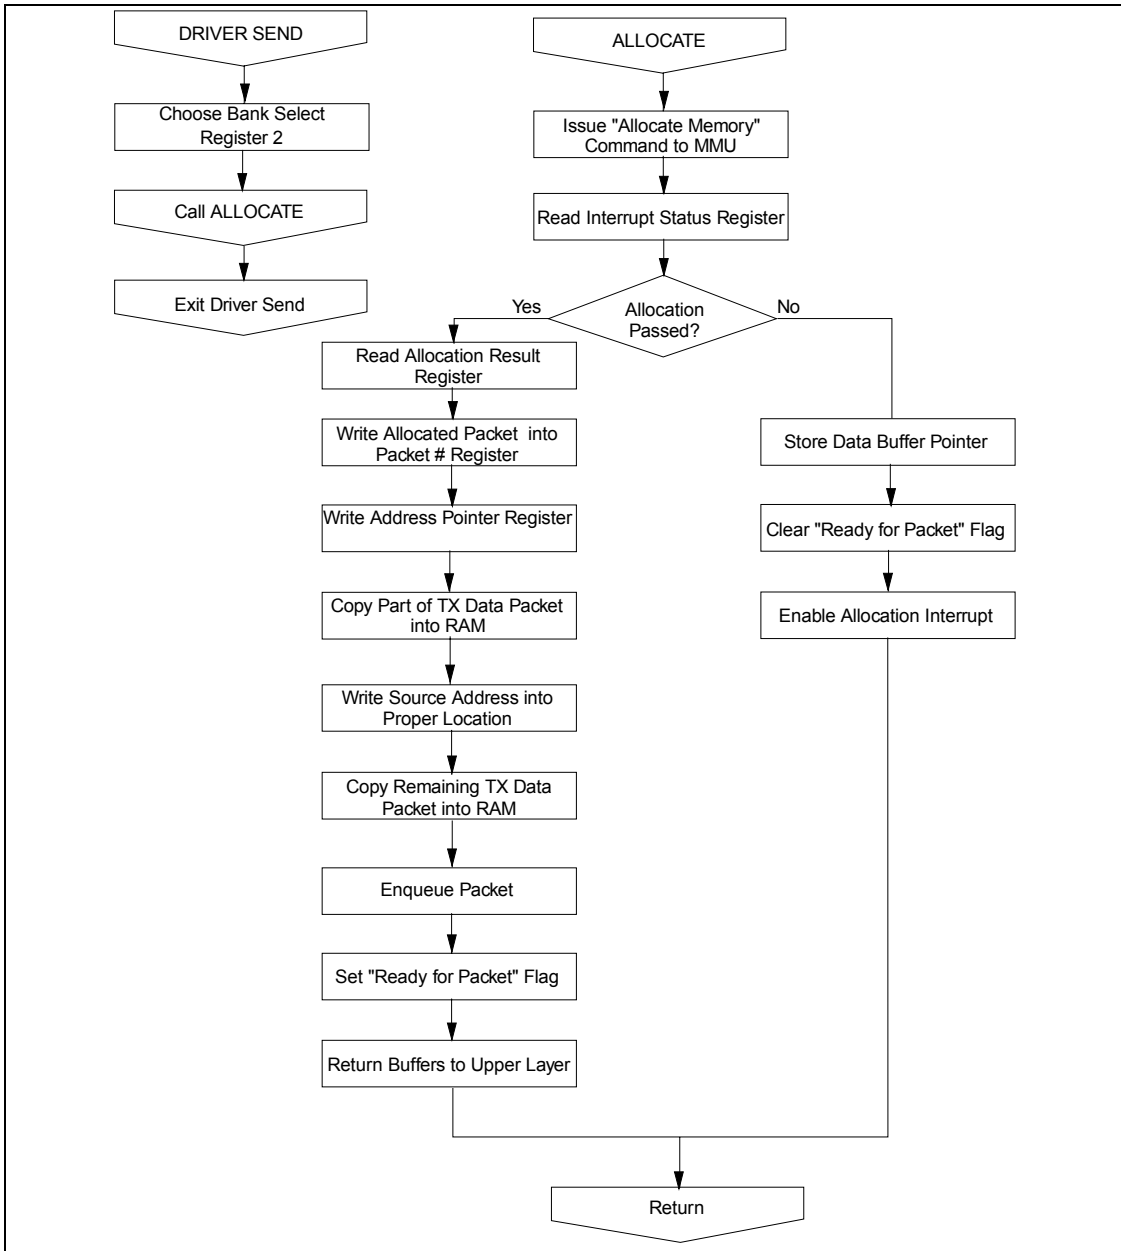 DRIVER SEND
Choose Bank Select
Register 2
Call ALLOCATE
Exit Driver Send
ALLOCATE
Issue "Allocate Memory"
Command to MMU
Read Interrupt Status Register
Allocation
Passed?
Yes
No
Read Allocation Result
Register
Write Allocated Packet into
Packet # Register
Write Address Pointer Register
Copy Part of TX Data Packet
into RAM
Write Source Address into
Proper Location
Copy Remaining TX Data
Packet into RAM
Enqueue Packet
Set "Ready for Packet" Flag
Return Buffers to Upper Layer
Store Data Buffer Pointer
Clear "Ready for Packet" Flag
Enable Allocation Interrupt
Return